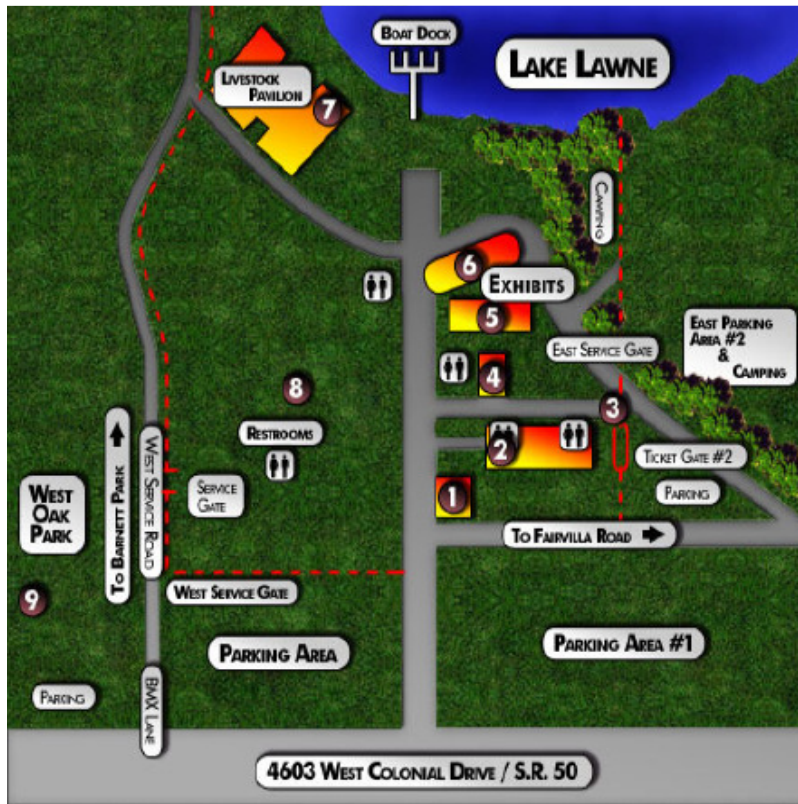 BOAT DOCK
LAKE LAWNE
LIVESTOCK
PAVILION
7
CAMPING
6
EXHIBITS
5
EAST PARKING
AREA #2
&
CAMPING
EAST SERVICE GATE
4
8
3
RESTROOMS
2
TICKET GATE #2
WEST
OAK
PARK
TO BARNETT PARK
WEST SERVICE ROAD
SERVICE
GATE
1
PARKING
TO FAIRVILLA ROAD
9
WEST SERVICE GATE
PARKING AREA
PARKING AREA #1
PARKING
BMX LANE
4603 WEST COLONIAL DRIVE / S.R. 50